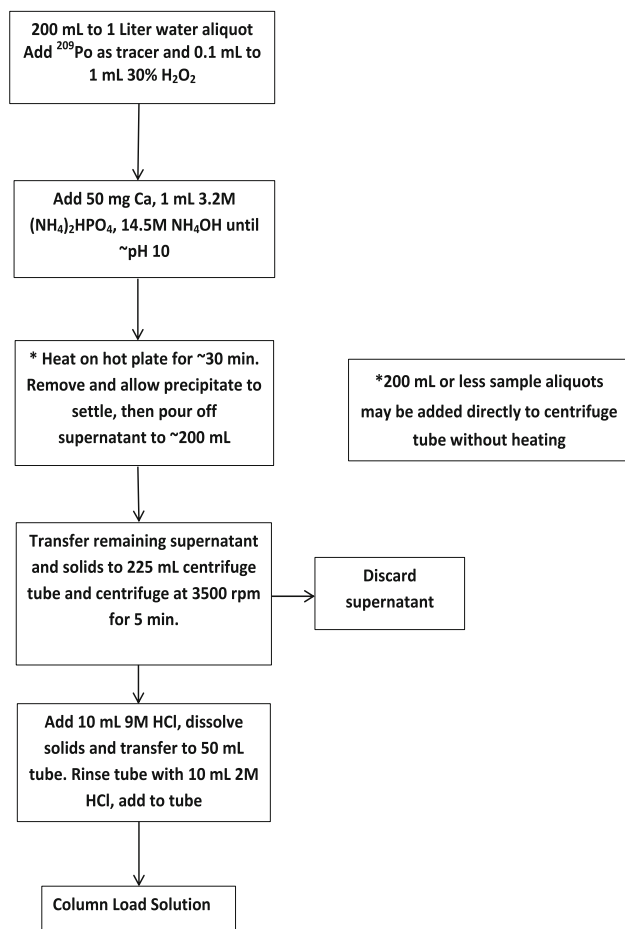 200 mL to 1 Liter water aliquot
Add ²⁰⁹Po as tracer and 0.1 mL to
1 mL 30% H₂O₂
Add 50 mg Ca, 1 mL 3.2M
(NH₄)₂HPO₄, 14.5M NH₄OH until
~pH 10
* Heat on hot plate for ~30 min.
Remove and allow precipitate to
settle, then pour off
supernatant to ~200 mL
*200 mL or less sample aliquots
may be added directly to centrifuge
tube without heating
Transfer remaining supernatant
and solids to 225 mL centrifuge
tube and centrifuge at 3500 rpm
for 5 min.
Discard
supernatant
Add 10 mL 9M HCl, dissolve
solids and transfer to 50 mL
tube. Rinse tube with 10 mL 2M
HCl, add to tube
Column Load Solution